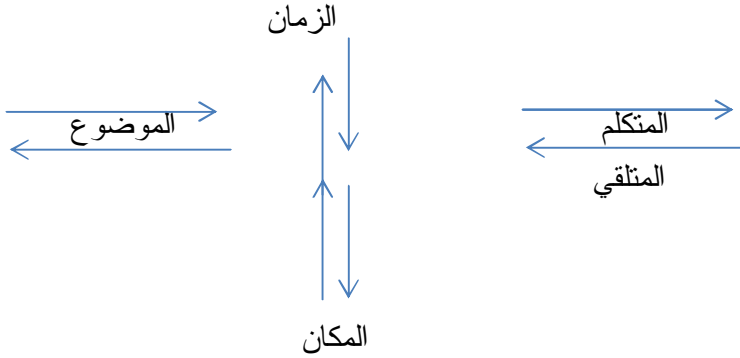 الزمان
المتكلم
الموضوع
المتلقي
المكان